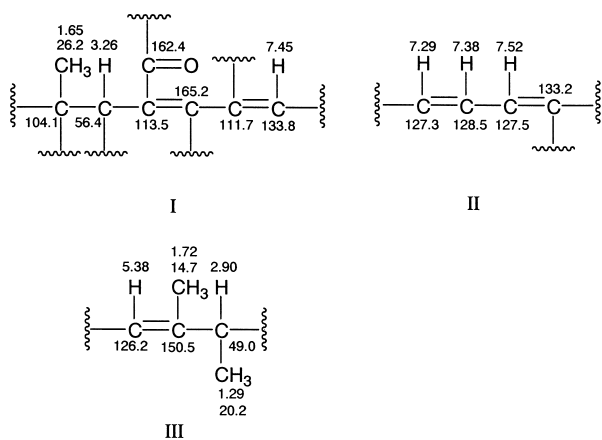 1.65
26.2 3.26 162.4 7.45
CH3 H C=O H
165.2
C C C=C C=C
104.1 56.4 113.5 111.7 133.8
I
7.29 7.38 7.52
H H H 133.2
C=C C=C
127.3 128.5 127.5
II
1.72
5.38 14.7 2.90
H CH3 H
C=C C
126.2 150.5 49.0
CH3
1.29
20.2
III